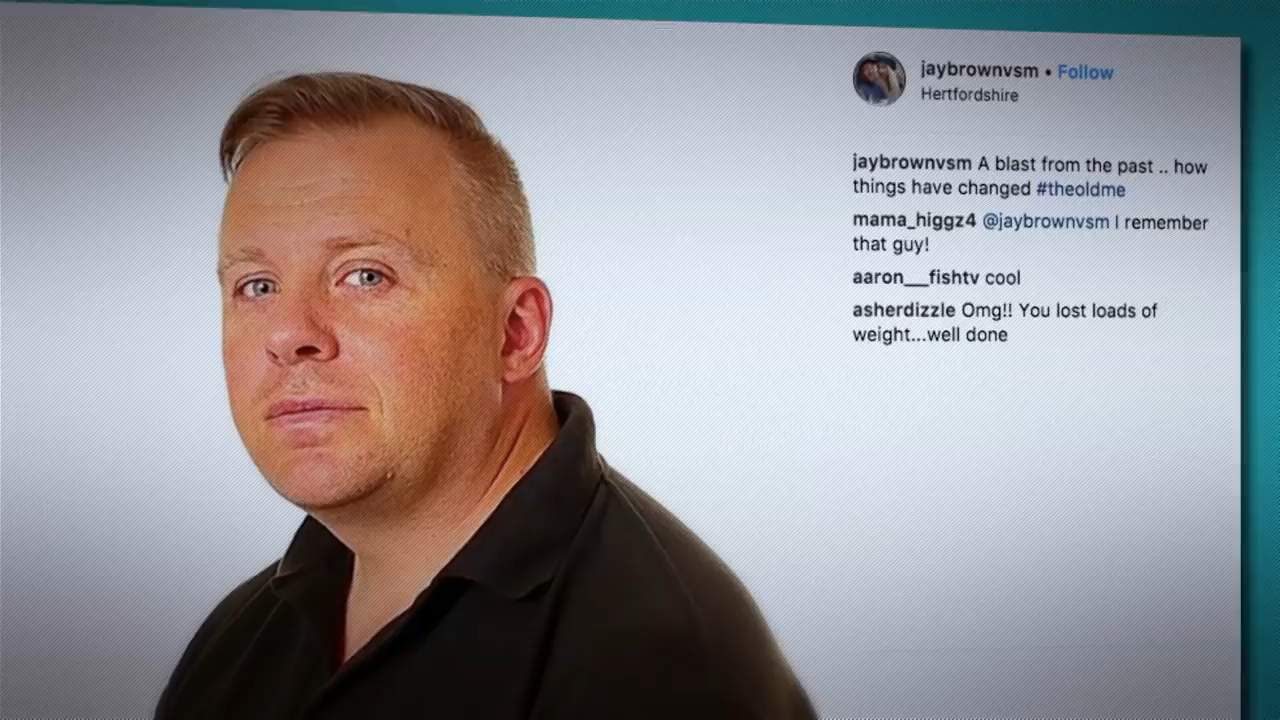 jaybrownvsm • Follow
Hertfordshire
jaybrownvsm A blast from the past .. how
things have changed #theoldme
mama_higgz4 @jaybrownvsm I remember
that guy!
aaron__fishtv cool
asherdizzle Omg!! You lost loads of
weight...well done